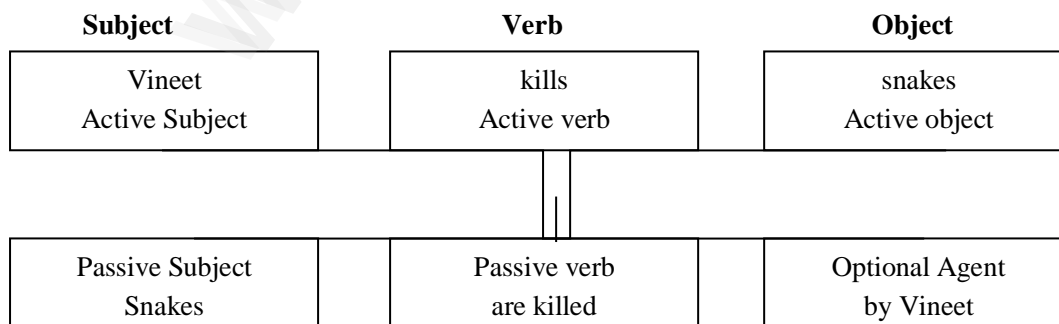 Subject Verb Object
Vineet kills snakes
Active Subject Active verb Active object
Passive Subject Passive verb Optional Agent
Snakes are killed by Vineet